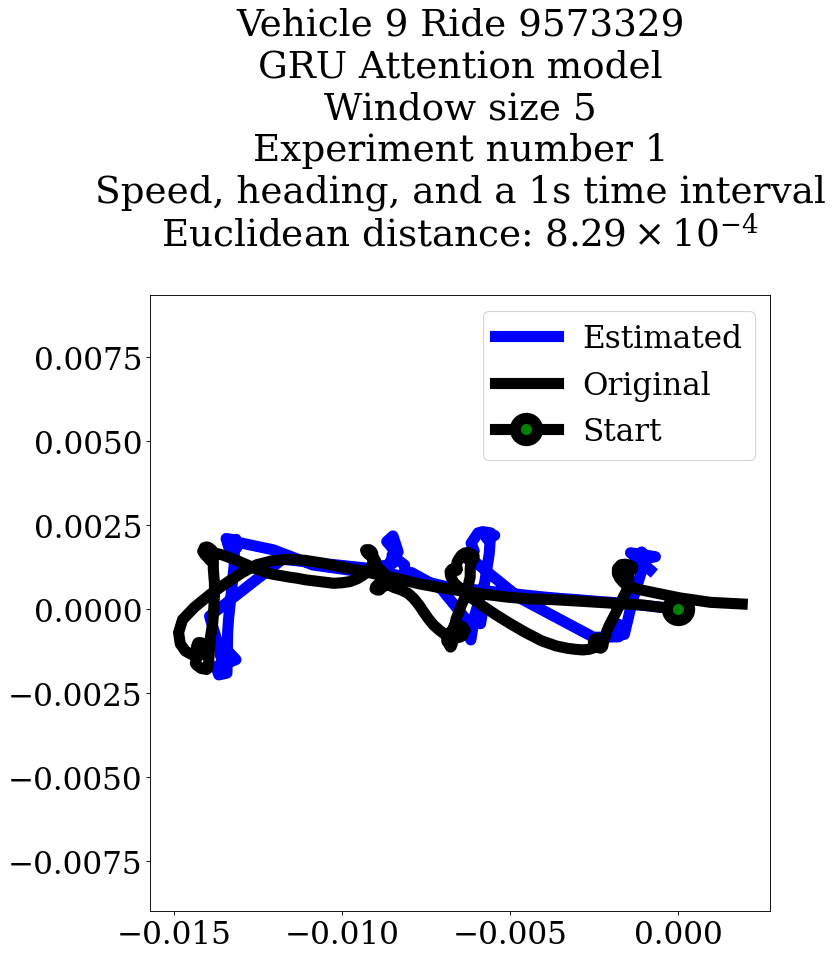 Vehicle 9 Ride 9573329
GRU Attention model
Window size 5
Experiment number 1
Speed, heading, and a 1s time interval
Euclidean distance: 8.29 × 10⁻⁴
Estimated
Original
Start
0.0075
0.0050
0.0025
0.0000
−0.0025
−0.0050
−0.0075
−0.015 −0.010 −0.005 0.000